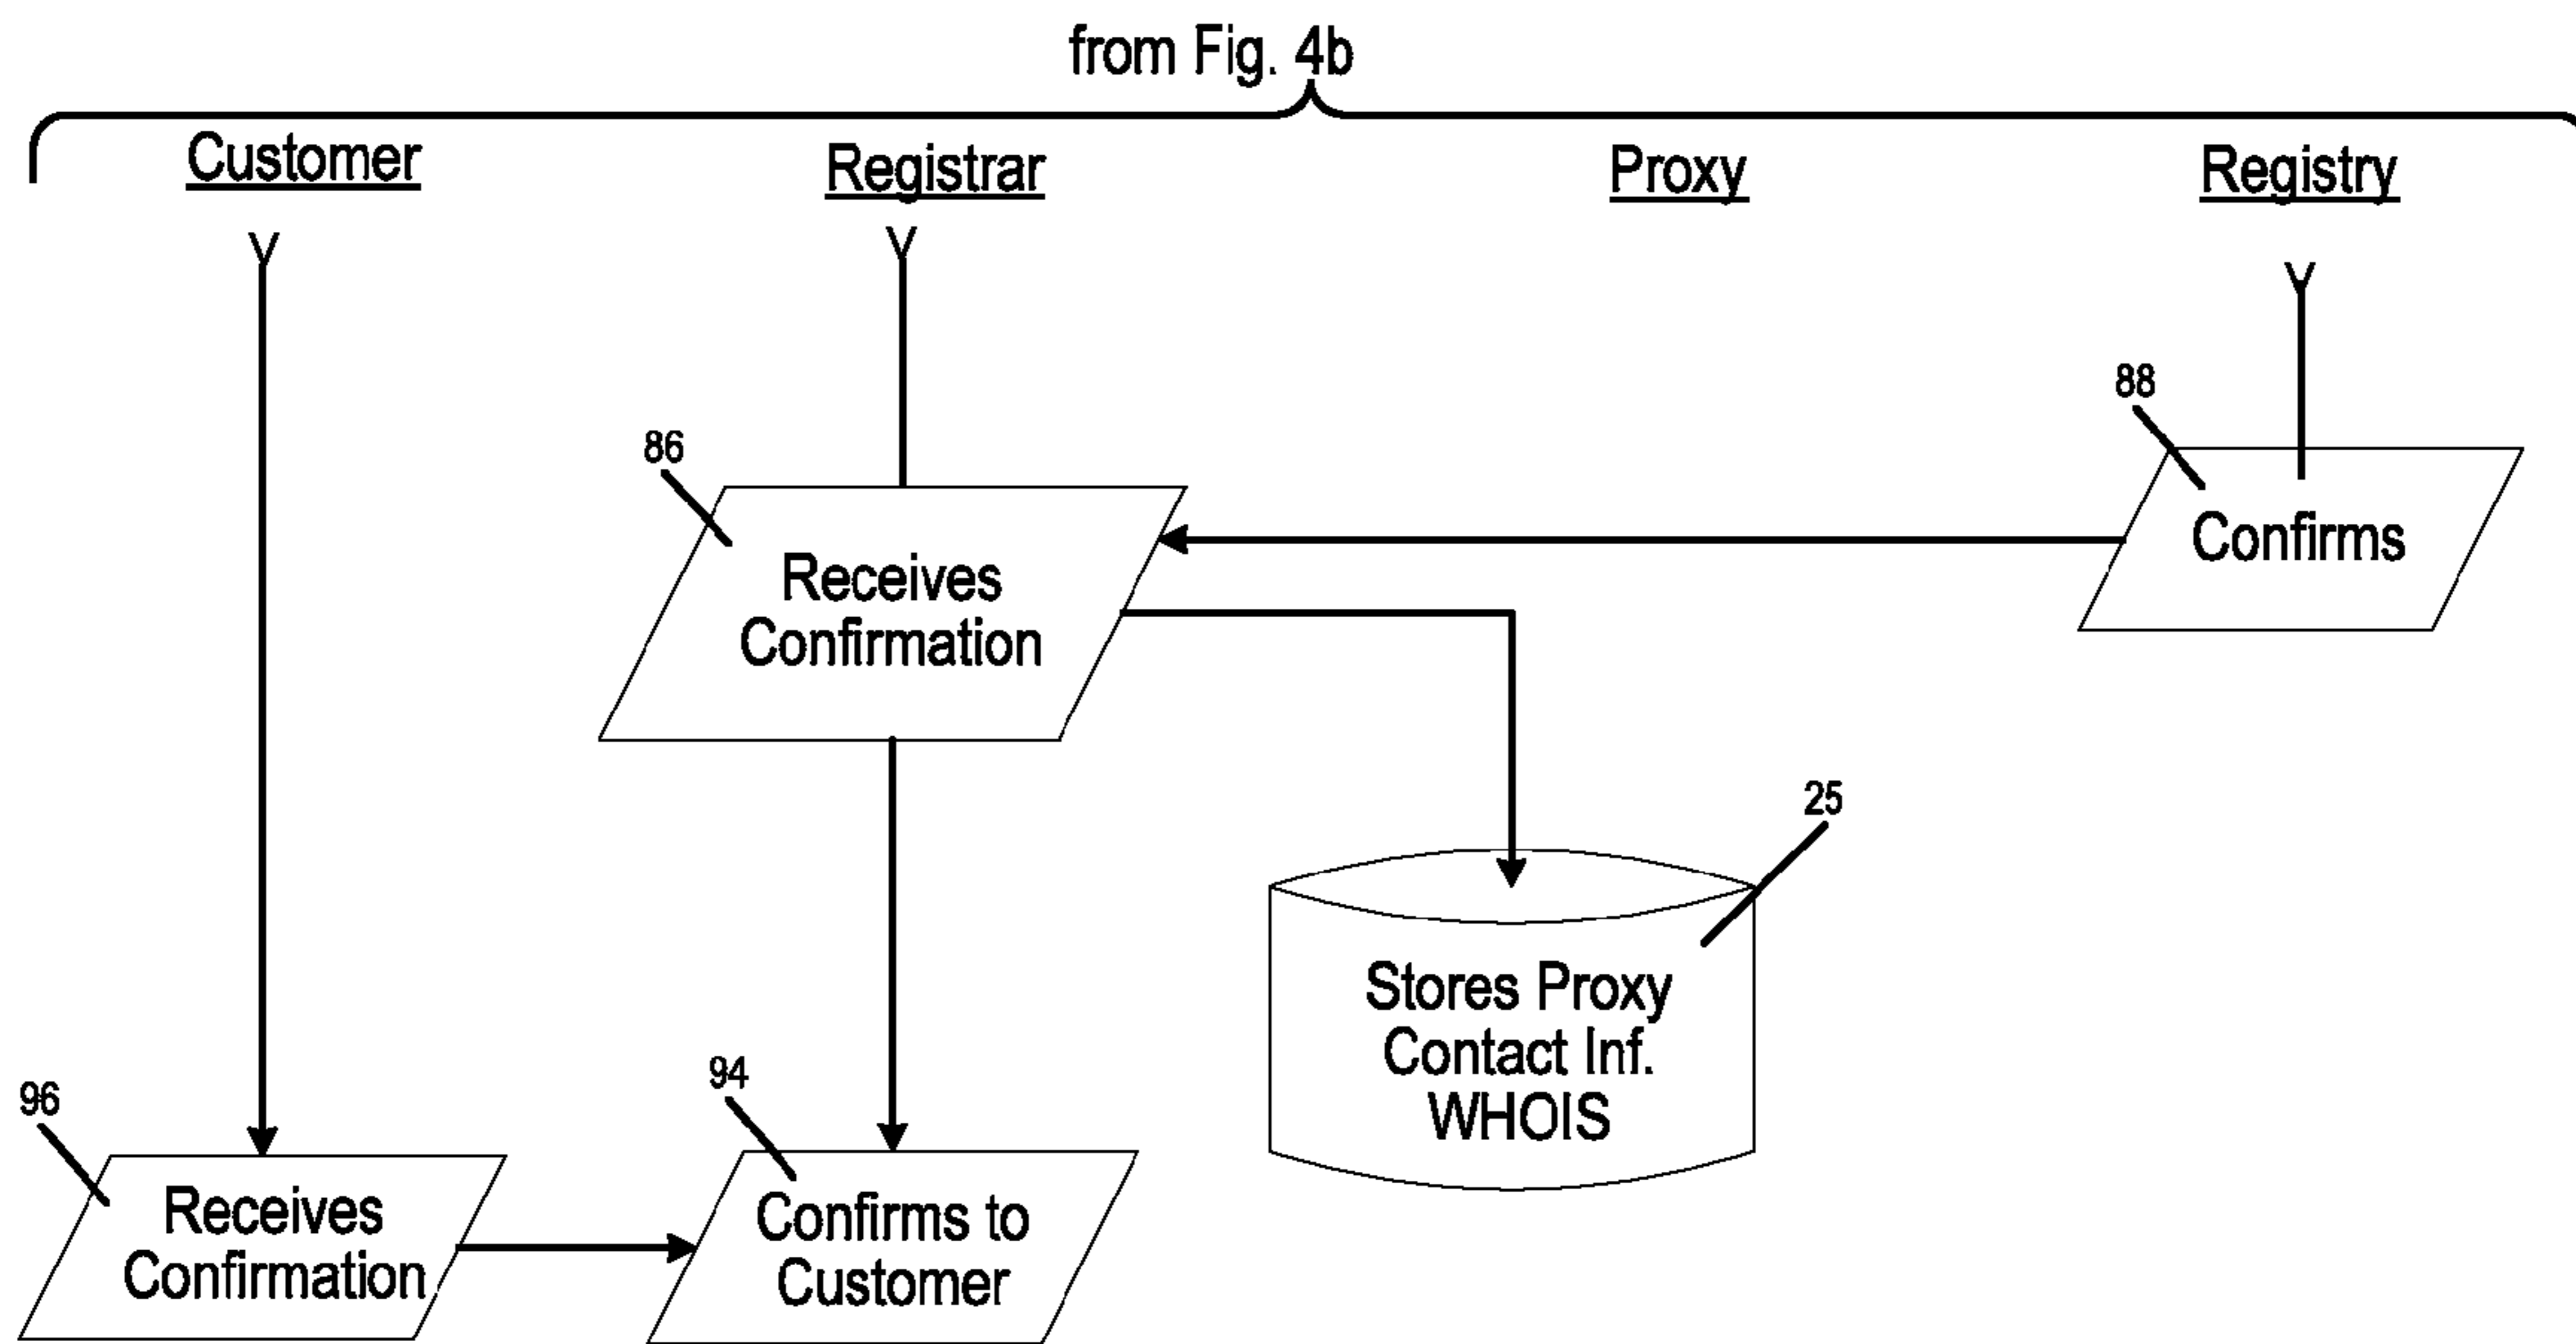 from Fig. 4b
Customer
Registrar
Proxy
Registry
88
86
Confirms
Receives
Confirmation
25
Stores Proxy
Contact Inf.
WHOIS
96
94
Receives
Confirmation
Confirms to
Customer